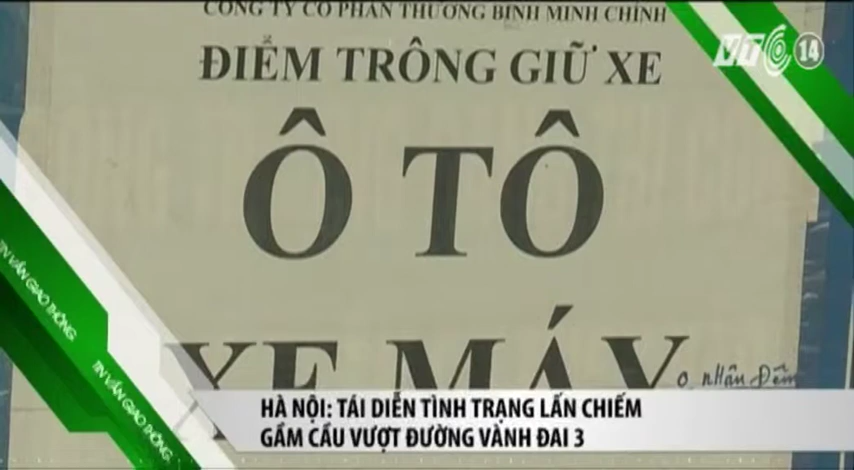 CÔNG TY CỔ PHẦN THƯƠNG BÌNH MINH CHÍNH
VTC 14
ĐIỂM TRÔNG GIỮ XE
Ô TÔ
XE MÁY
O nhân Đêm
TIN VẮN GIAO THÔNG
TIN VẮN GIAO THÔNG
HÀ NỘI: TÁI DIỄN TÌNH TRẠNG LẤN CHIẾM
GẦM CẦU VƯỢT ĐƯỜNG VÀNH ĐAI 3